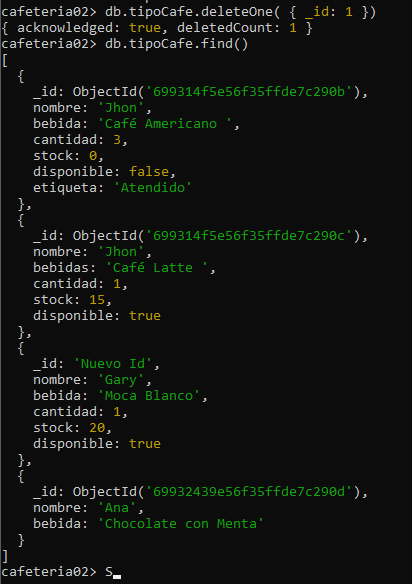 cafeteria02> db.tipoCafe.deleteOne( { _id: 1 })
{ acknowledged: true, deletedCount: 1 }
cafeteria02> db.tipoCafe.find()
[
  {
    _id: ObjectId('699314f5e56f35ffde7c290b'),
    nombre: 'Jhon',
    bebida: 'Café Americano ',
    cantidad: 3,
    stock: 0,
    disponible: false,
    etiqueta: 'Atendido'
  },
  {
    _id: ObjectId('699314f5e56f35ffde7c290c'),
    nombre: 'Jhon',
    bebidas: 'Café Latte ',
    cantidad: 1,
    stock: 15,
    disponible: true
  },
  {
    _id: 'Nuevo Id',
    nombre: 'Gary',
    bebida: 'Moca Blanco',
    cantidad: 1,
    stock: 20,
    disponible: true
  },
  {
    _id: ObjectId('69932439e56f35ffde7c290d'),
    nombre: 'Ana',
    bebida: 'Chocolate con Menta'
  }
]
cafeteria02> S